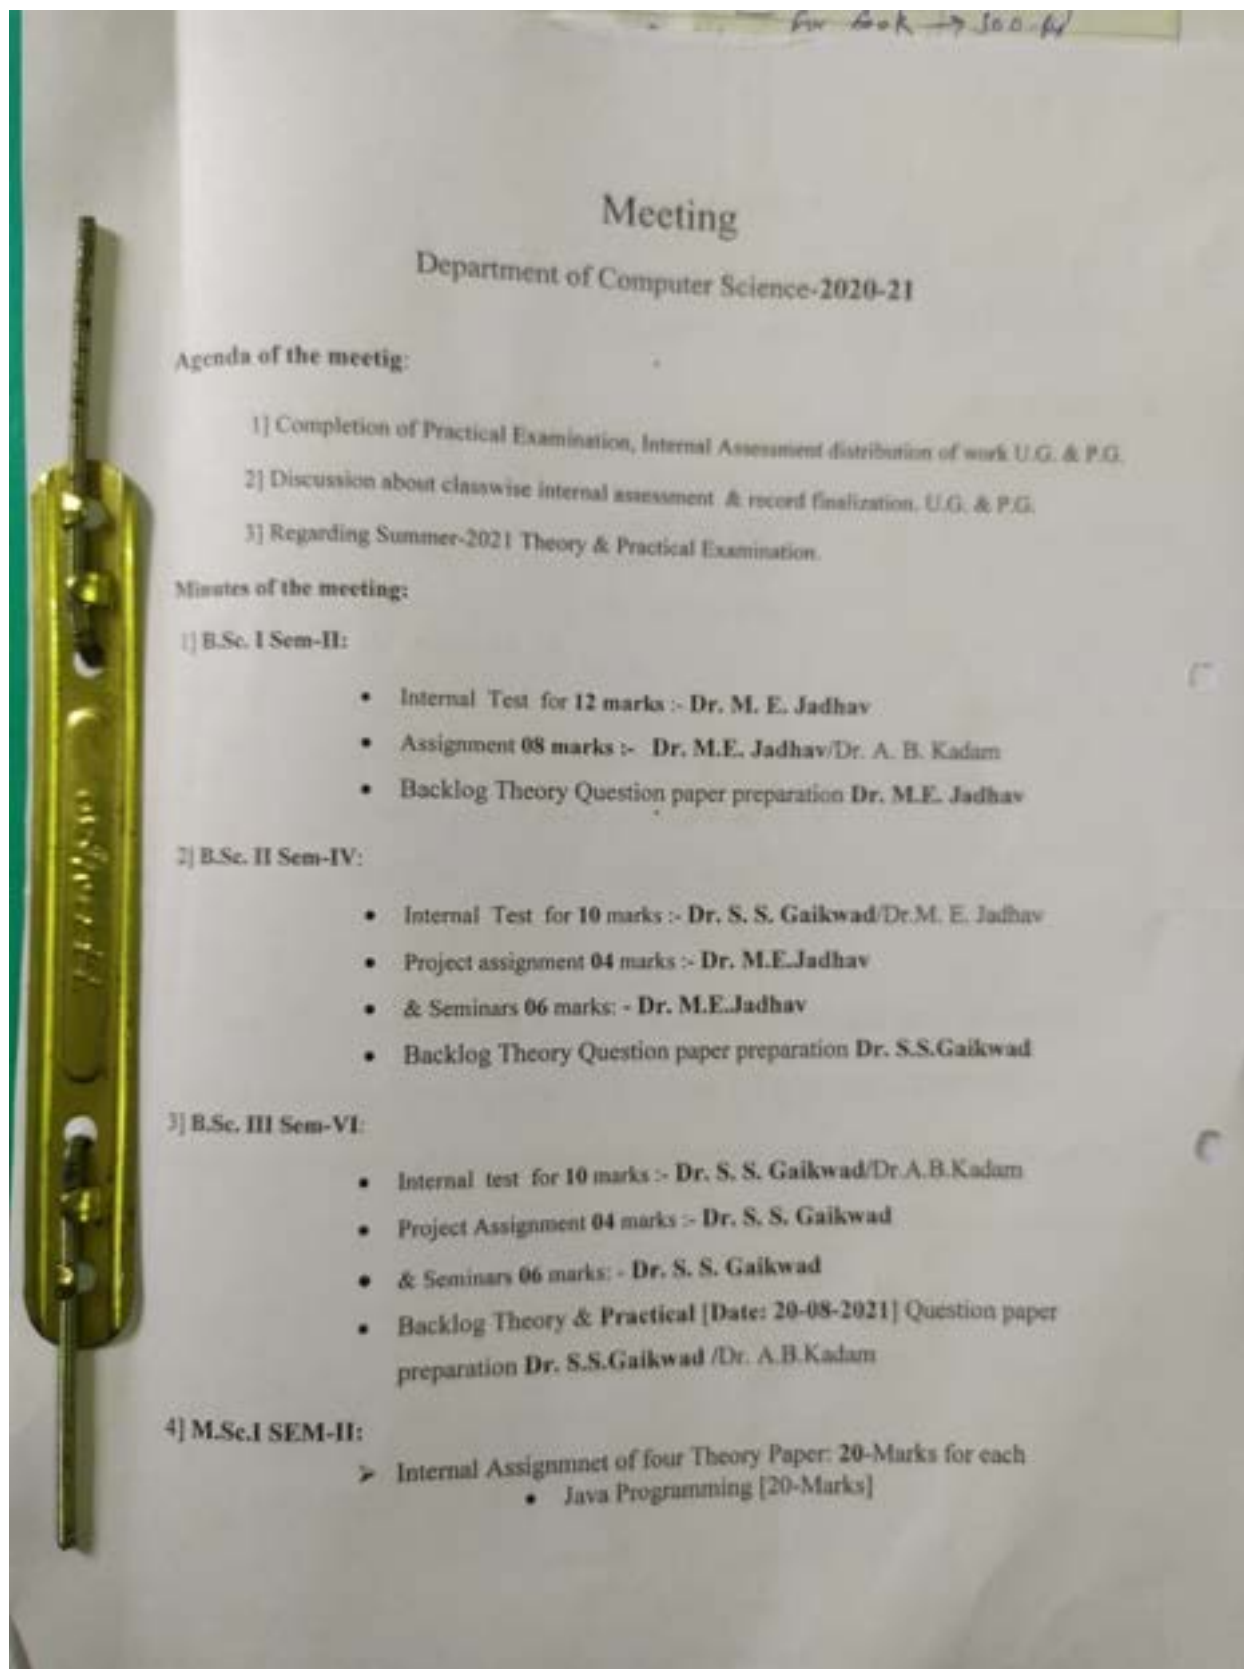 for book → 300
Meeting
Department of Computer Science-2020-21
Agenda of the meetig:
1] Completion of Practical Examination, Internal Assessment distribution of work U.G. & P.G.
2] Discussion about classwise internal assessment & record finalization. U.G. & P.G.
3] Regarding Summer-2021 Theory & Practical Examination.
Minutes of the meeting:
1] B.Sc. I Sem-II:
• Internal Test for 12 marks :- Dr. M. E. Jadhav
• Assignment 08 marks :- Dr. M.E. Jadhav/Dr. A. B. Kadam
• Backlog Theory Question paper preparation Dr. M.E. Jadhav
2] B.Sc. II Sem-IV:
• Internal Test for 10 marks :- Dr. S. S. Gaikwad/Dr.M. E. Jadhav
• Project assignment 04 marks :- Dr. M.E.Jadhav
• & Seminars 06 marks: - Dr. M.E.Jadhav
• Backlog Theory Question paper preparation Dr. S.S.Gaikwad
3] B.Sc. III Sem-VI:
• Internal test for 10 marks :- Dr. S. S. Gaikwad/Dr.A.B.Kadam
• Project Assignment 04 marks :- Dr. S. S. Gaikwad
• & Seminars 06 marks: - Dr. S. S. Gaikwad
• Backlog Theory & Practical [Date: 20-08-2021] Question paper
preparation Dr. S.S.Gaikwad /Dr. A.B.Kadam
4] M.Sc.I SEM-II:
➢ Internal Assignmnet of four Theory Paper: 20-Marks for each
• Java Programming [20-Marks]